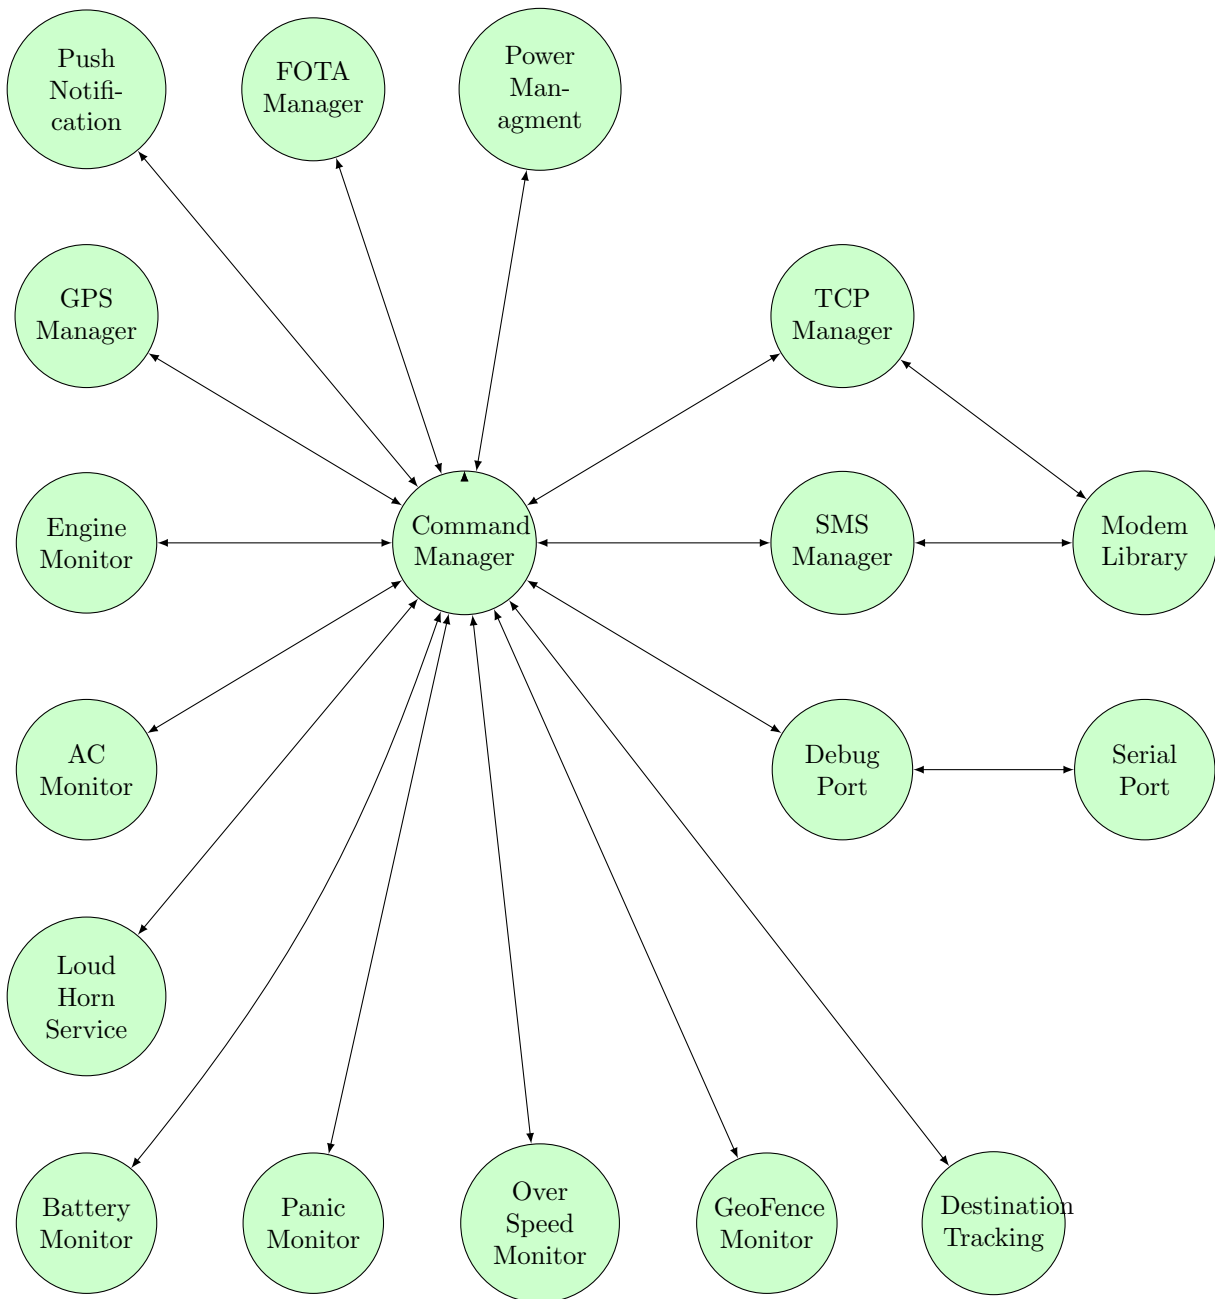 Push
Notifi-
cation
FOTA
Manager
Power
Man-
agment
GPS
Manager
TCP
Manager
Engine
Monitor
Command
Manager
SMS
Manager
Modem
Library
AC
Monitor
Debug
Port
Serial
Port
Loud
Horn
Service
Battery
Monitor
Panic
Monitor
Over
Speed
Monitor
GeoFence
Monitor
Destination
Tracking